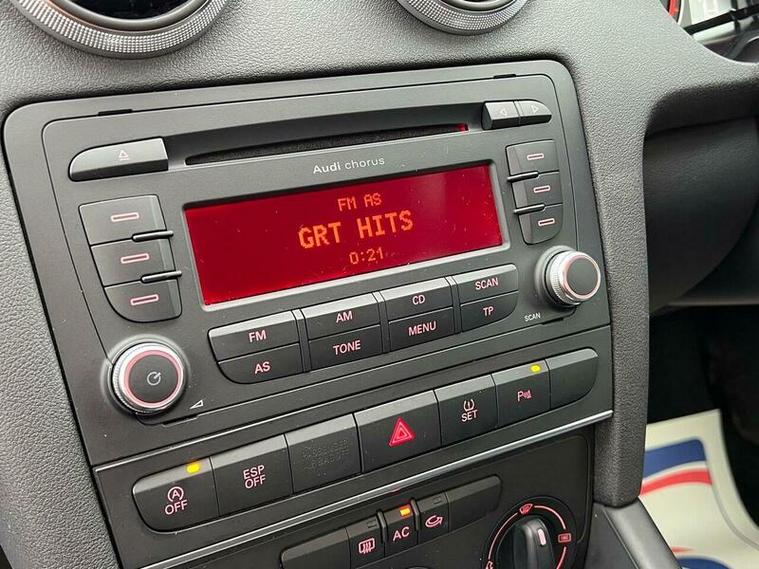 Audi chorus
FM AS
GRT HITS
0:21
FM AM CD SCAN
AS TONE MENU TP
SCAN
OFF
ESP OFF
SET
P
AC